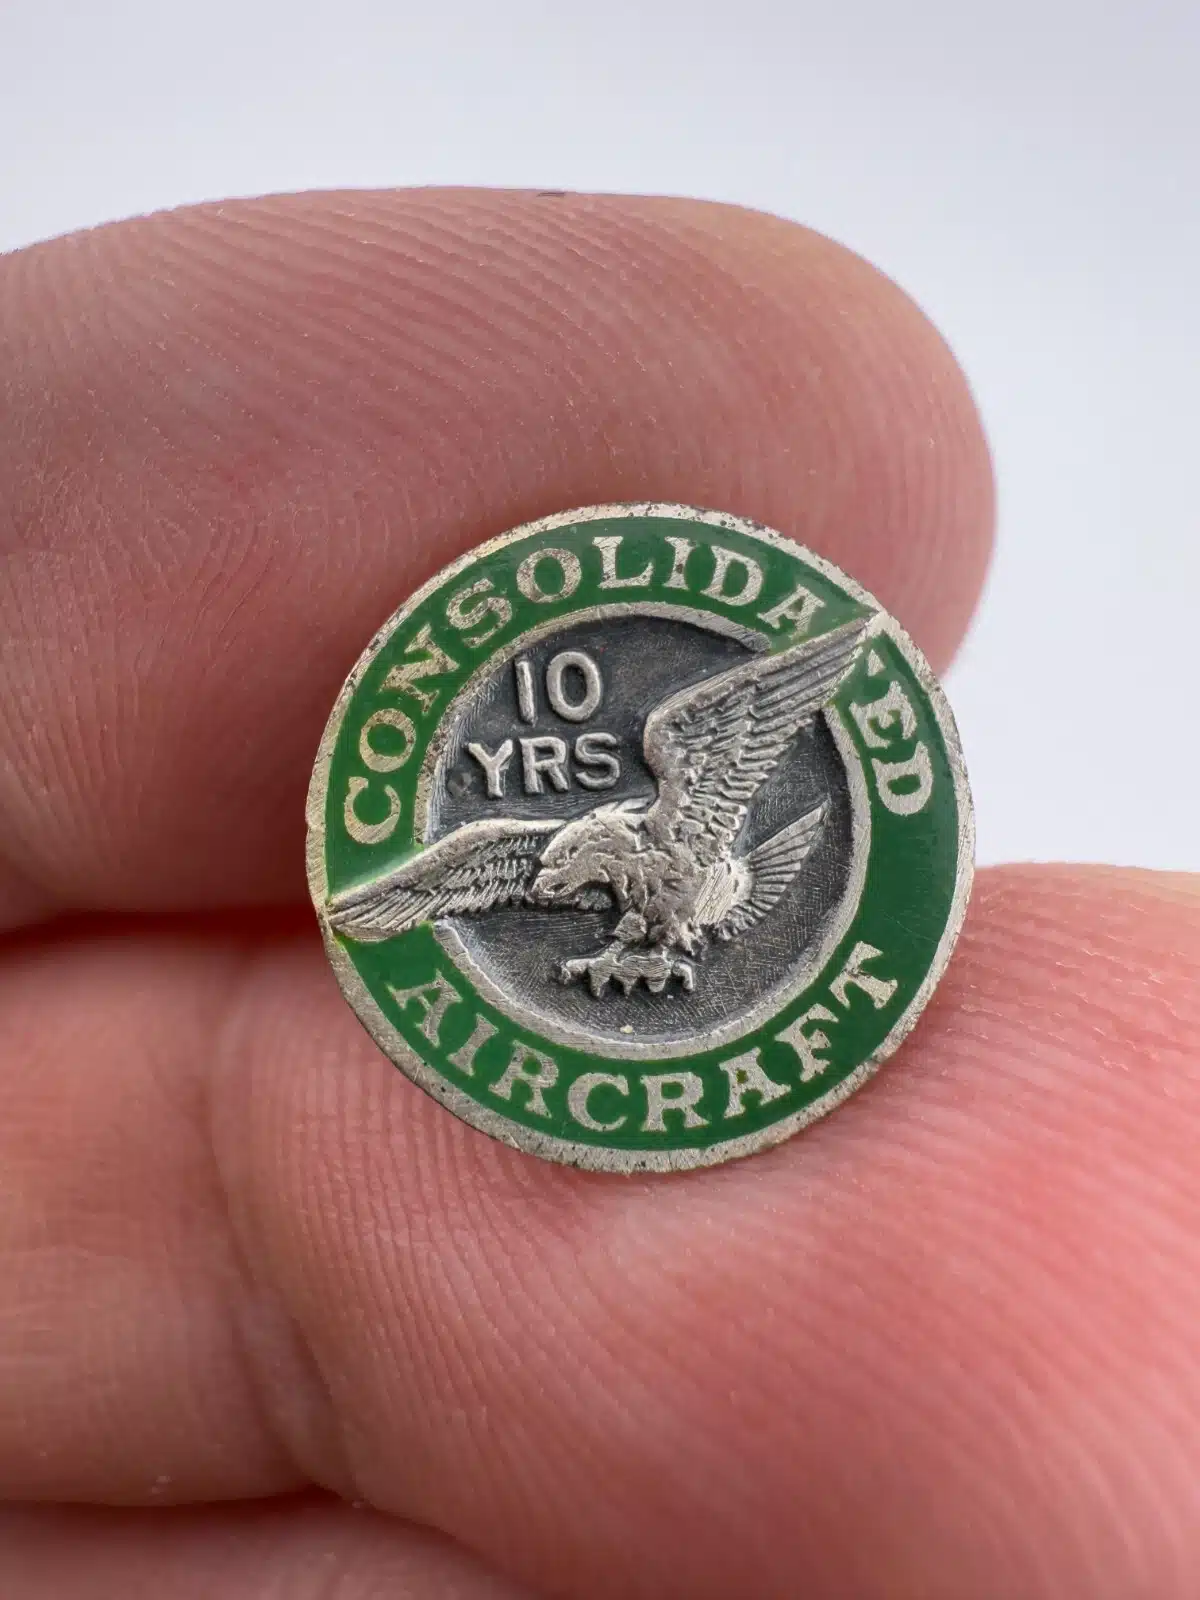 CONSOLIDATED
10
YRS
AIRCRAFT